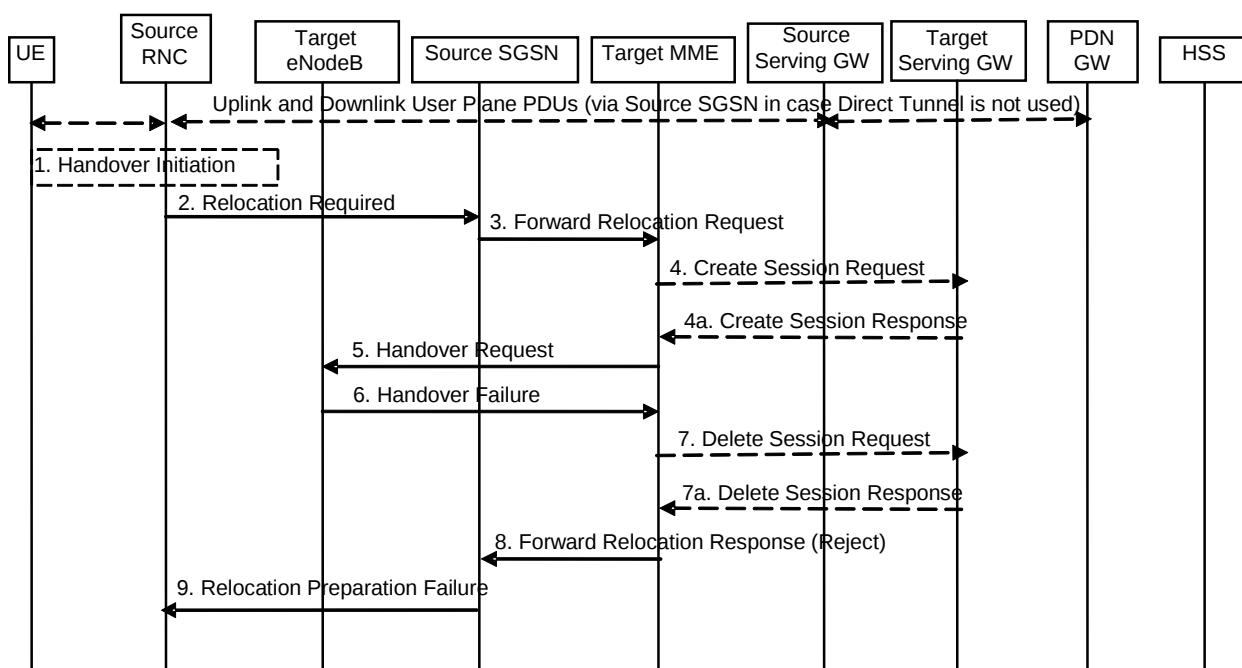 UE
Source
RNC
Target
eNodeB
Source SGSN
Target MME
Source
Serving GW
Target
Serving GW
PDN
GW
HSS
Uplink and Downlink User Plane PDUs (via Source SGSN in case Direct Tunnel is not used)
1. Handover Initiation
2. Relocation Required
3. Forward Relocation Request
4. Create Session Request
4a. Create Session Response
5. Handover Request
6. Handover Failure
7. Delete Session Request
7a. Delete Session Response
8. Forward Relocation Response (Reject)
9. Relocation Preparation Failure